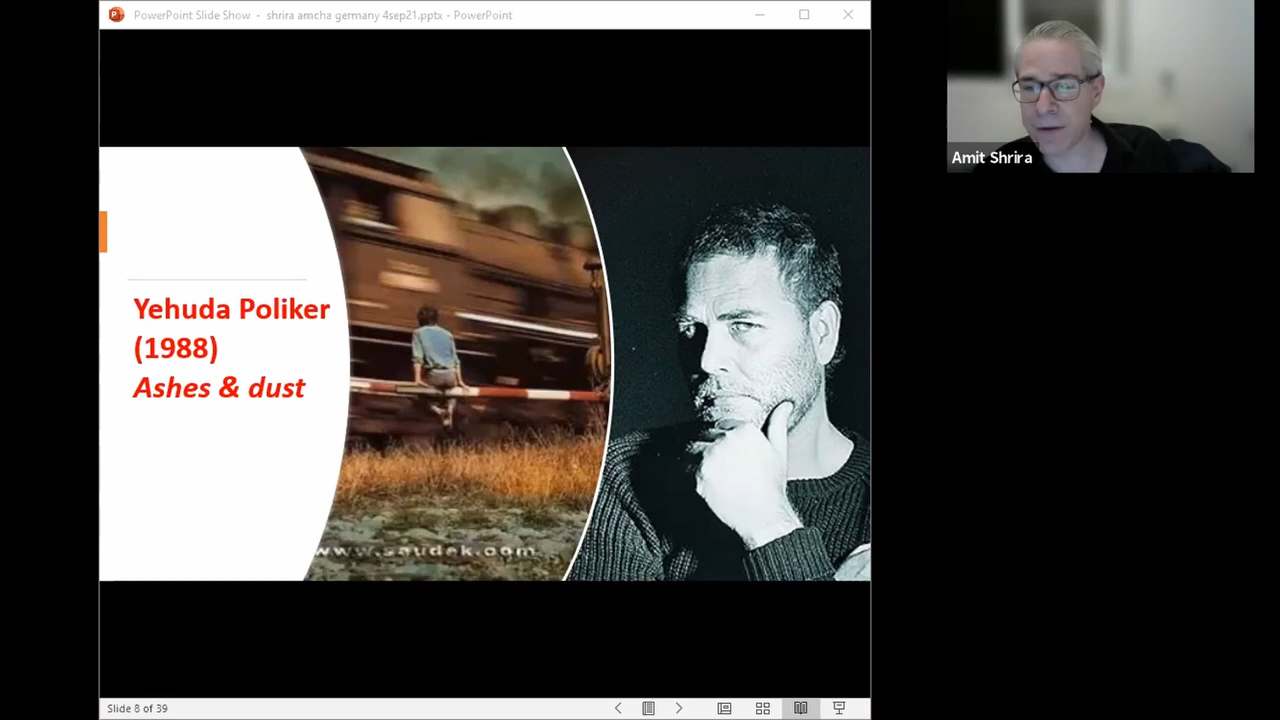 PowerPoint Slide Show - shrira amcha germany 4sep21.pptx - PowerPoint
Amit Shrira
Yehuda Poliker
(1988)
Ashes & dust
www.saudek.com
Slide 8 of 39